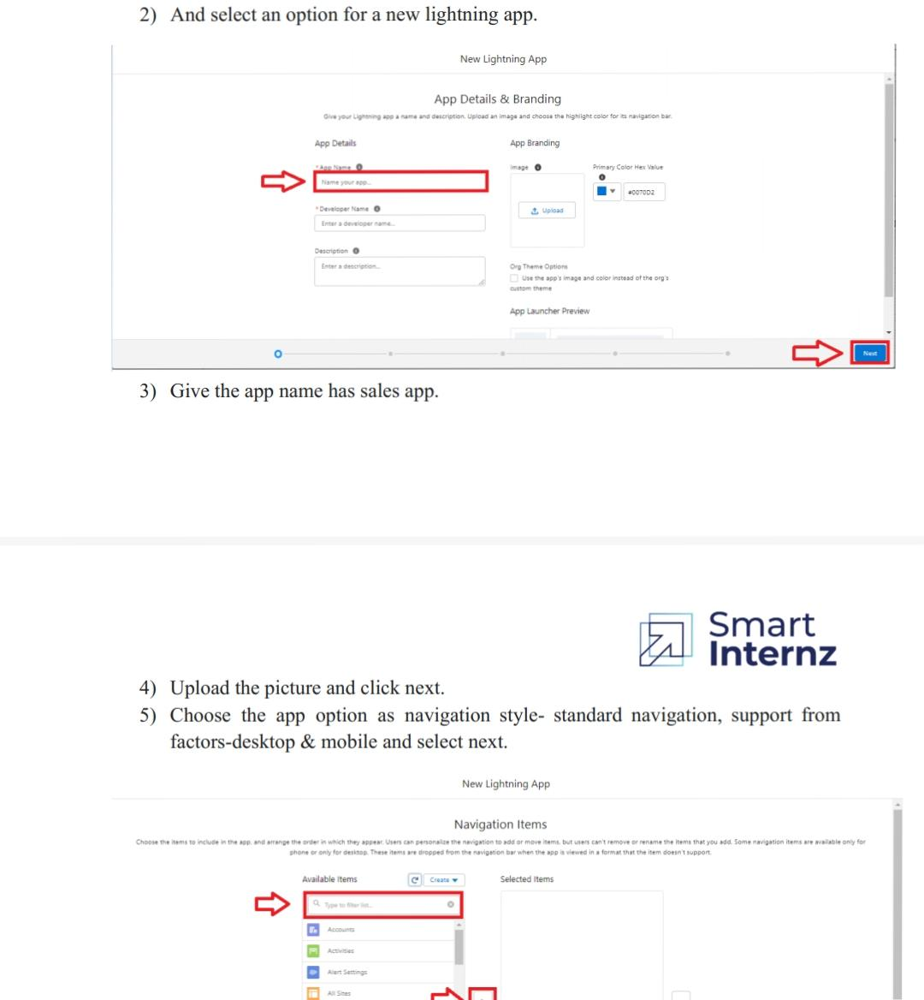 2) And select an option for a new lightning app.
New Lightning App
App Details & Branding
Give your Lightning app a name and description. Upload an image and choose the highlight color for its navigation bar.
App Details
App Branding
* App Name
Image
Primary Color Hex Value
Name your app...
#0070D2
* Developer Name
Upload
Enter a developer name...
Description
Enter a description...
Org Theme Options
Use the app's image and color instead of the org's
custom theme
App Launcher Preview
Next
3) Give the app name has sales app.
Smart
Internz
4) Upload the picture and click next.
5) Choose the app option as navigation style- standard navigation, support from
factors-desktop & mobile and select next.
New Lightning App
Navigation Items
Choose the items to include in the app, and arrange the order in which they appear. Users can personalize the navigation to add or move items, but users can't remove or rename the items that you add. Some navigation items are available only for
phone or only for desktop. These items are dropped from the navigation bar when the app is viewed in a format that the item doesn't support.
Available Items
Create
Selected Items
Type to filter list...
Accounts
Activities
Alert Settings
All Sites